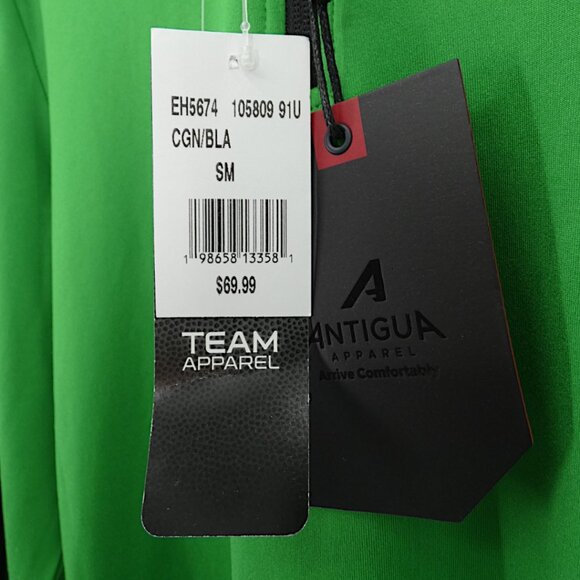 EH5674 105809 91U
CGN/BLA
SM
1 98658 13358 1
$69.99
TEAM
APPAREL
ANTIGUA
APPAREL
Arrive Comfortably